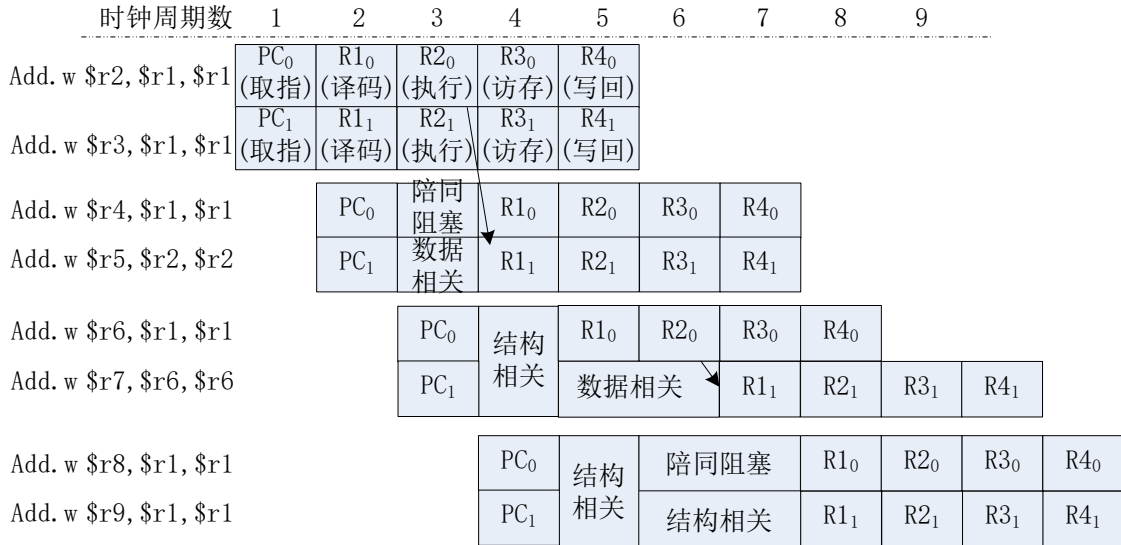 时钟周期数 1 2 3 4 5 6 7 8 9
Add.w $r2,$r1,$r1 PC₀ R1₀ R2₀ R3₀ R4₀
(取指) (译码) (执行) (访存) (写回)
Add.w $r3,$r1,$r1 PC₁ R1₁ R2₁ R3₁ R4₁
(取指) (译码) (执行) (访存) (写回)
Add.w $r4,$r1,$r1 PC₀ 陪同阻塞 R1₀ R2₀ R3₀ R4₀
Add.w $r5,$r2,$r2 PC₁ 数据相关 R1₁ R2₁ R3₁ R4₁
Add.w $r6,$r1,$r1 PC₀ 结构相关 R1₀ R2₀ R3₀ R4₀
Add.w $r7,$r6,$r6 PC₁ 数据相关 R1₁ R2₁ R3₁ R4₁
Add.w $r8,$r1,$r1 PC₀ 结构相关 陪同阻塞 R1₀ R2₀ R3₀ R4₀
Add.w $r9,$r1,$r1 PC₁ 结构相关 R1₁ R2₁ R3₁ R4₁